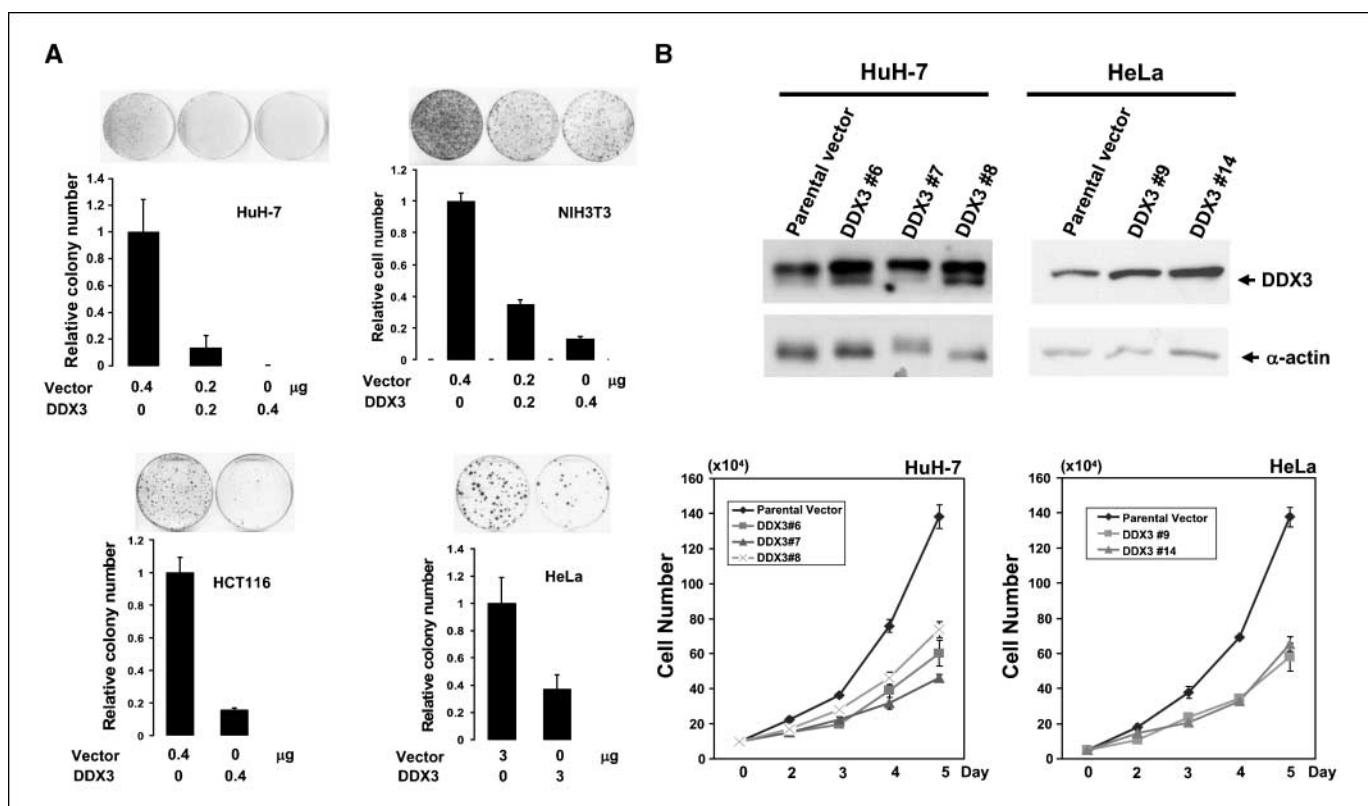 A
1.4
1.2
1
0.8
0.6
0.4
0.2
0
Relative colony number
HuH-7
Vector 0.4 0.2 0 µg
DDX3 0 0.2 0.4
1.2
1
0.8
0.6
0.4
0.2
0
Relative cell number
NIH3T3
Vector 0.4 0.2 0 µg
DDX3 0 0.2 0.4
1.2
1
0.8
0.6
0.4
0.2
0
Relative colony number
HCT116
Vector 0.4 0 µg
DDX3 0 0.4
1.4
1.2
1
0.8
0.6
0.4
0.2
0
Relative colony number
HeLa
Vector 3 0 µg
DDX3 0 3
B
HuH-7
Parental vector
DDX3 #6
DDX3 #7
DDX3 #8
HeLa
Parental vector
DDX3 #9
DDX3 #14
DDX3
α-actin
(x10⁴)
HuH-7
160
140
120
100
80
60
40
20
0
Cell Number
Parental Vector
DDX3#6
DDX3#7
DDX3#8
0 2 3 4 5 Day
(x10⁴)
HeLa
160
140
120
100
80
60
40
20
0
Cell Number
Parental Vector
DDX3 #9
DDX3 #14
0 2 3 4 5 Day